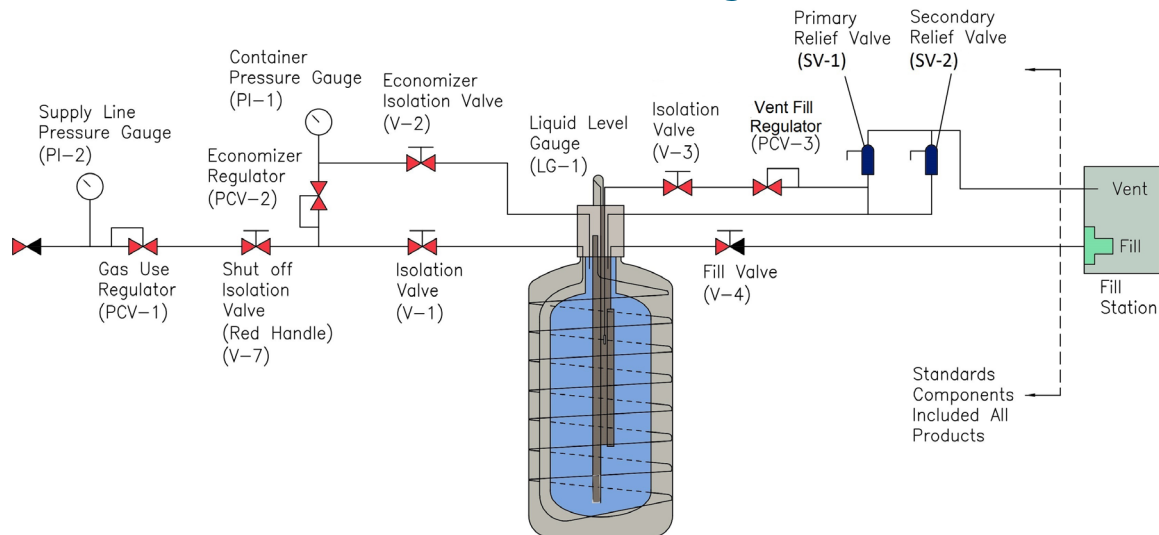 Supply Line
Pressure Gauge
(PI-2)
Container
Pressure Gauge
(PI-1)
Economizer
Regulator
(PCV-2)
Economizer
Isolation Valve
(V-2)
Liquid Level
Gauge
(LG-1)
Isolation
Valve
(V-3)
Vent Fill
Regulator
(PCV-3)
Primary
Relief Valve
(SV-1)
Secondary
Relief Valve
(SV-2)
Vent
Fill
Fill
Station
Gas Use
Regulator
(PCV-1)
Shut off
Isolation
Valve
(Red Handle)
(V-7)
Isolation
Valve
(V-1)
Fill Valve
(V-4)
Standards
Components
Included All
Products